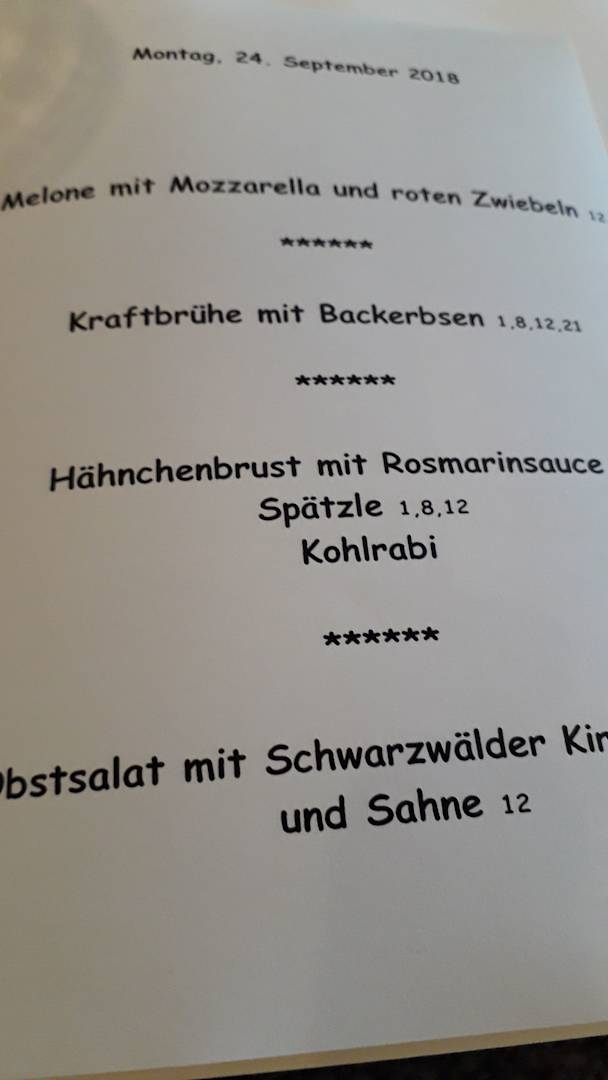 Montag, 24. September 2018
Melone mit Mozzarella und roten Zwiebeln 12
******
Kraftbrühe mit Backerbsen 1,8,12,21
******
Hähnchenbrust mit Rosmarinsauce
Spätzle 1,8,12
Kohlrabi
******
mit Schwarzwälder
und Sahne 12